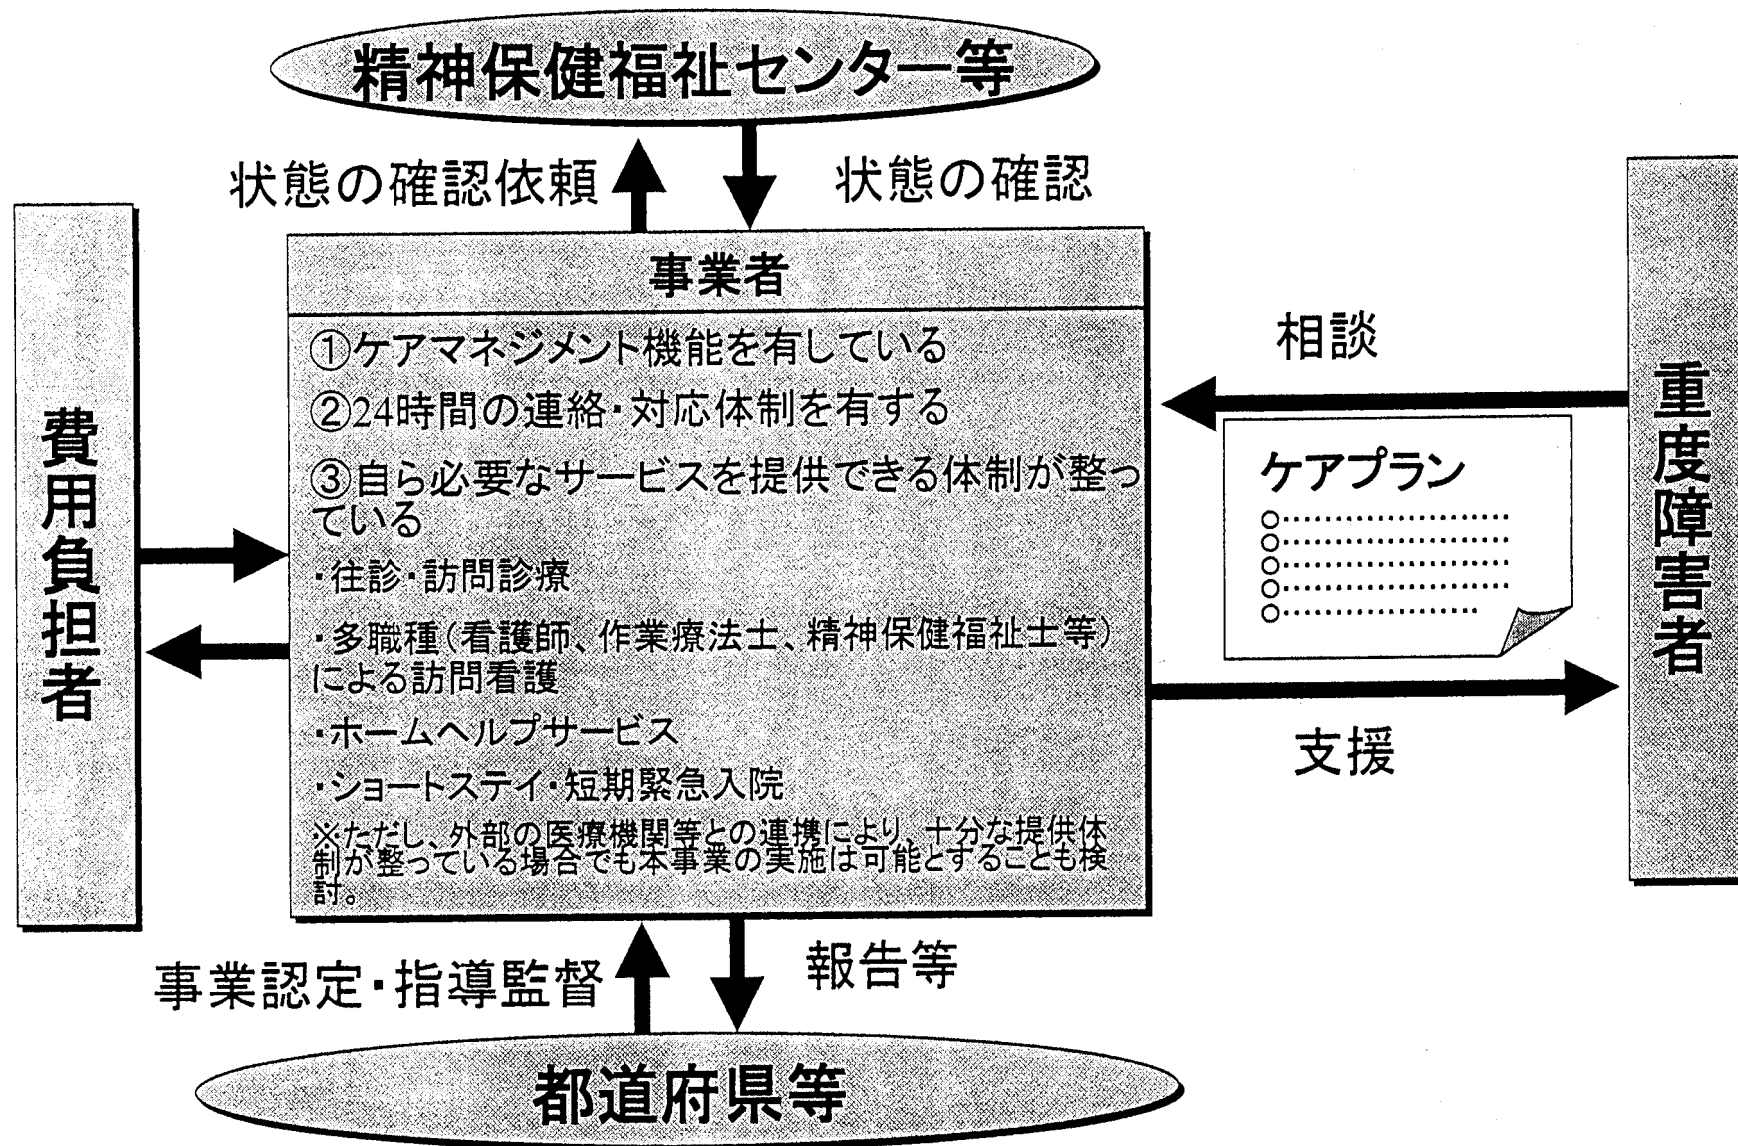 精神保健福祉センター等
状態の確認依頼
状態の確認
費用負担者
事業者
①ケアマネジメント機能を有している
②24時間の連絡・対応体制を有する
③自ら必要なサービスを提供できる体制が整っ
ている
・往診・訪問診療
・多職種(看護師、作業療法士、精神保健福祉士等)
による訪問看護
・ホームヘルプサービス
・ショートステイ・短期緊急入院
※ただし、外部の医療機関等との連携により、十分な提供体
制が整っている場合でも本事業の実施は可能とすることも検
討。
相談
ケアプラン
支援
重度障害者
事業認定・指導監督
報告等
都道府県等